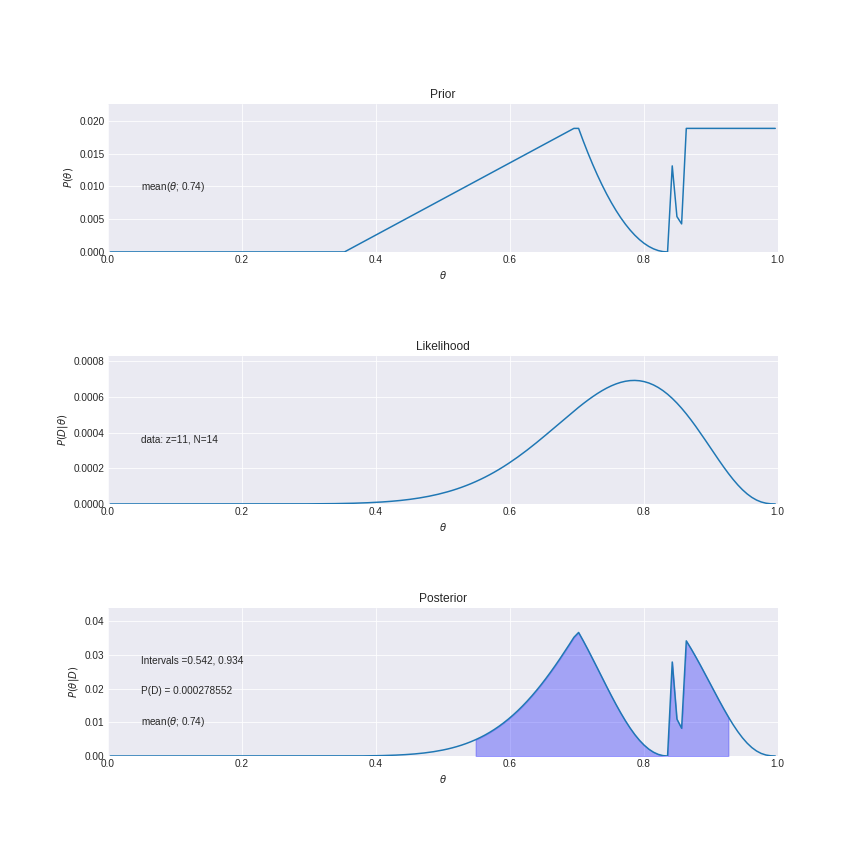 Prior
0.020
0.015
0.010
0.005
0.000
P(θ)
mean(θ; 0.74)
0.0 0.2 0.4 0.6 0.8 1.0
θ
Likelihood
0.0008
0.0006
0.0004
0.0002
0.0000
P(D|θ)
data: z=11, N=14
0.0 0.2 0.4 0.6 0.8 1.0
θ
Posterior
0.04
0.03
0.02
0.01
0.00
P(θ|D)
Intervals =0.542, 0.934
P(D) = 0.000278552
mean(θ; 0.74)
0.0 0.2 0.4 0.6 0.8 1.0
θ